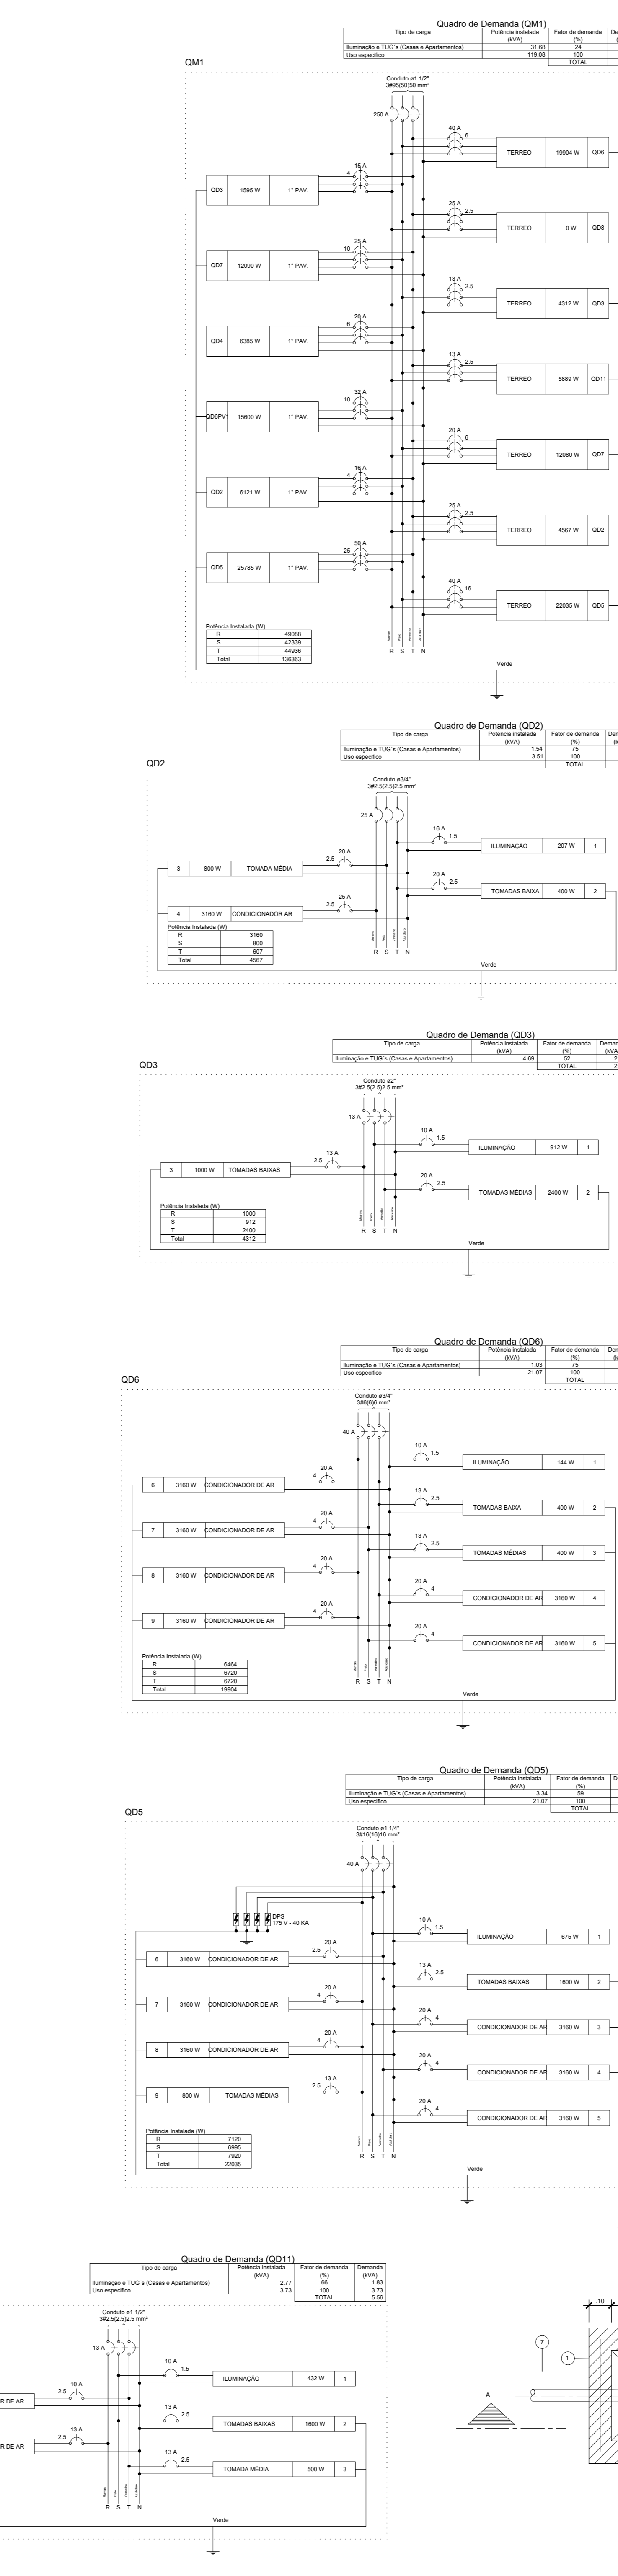 Quadro de Demanda (QM1)
Tipo de carga Potência instalada Fator de demanda
(kVA) (%)
Iluminação e TUG´s (Casas e Apartamentos) 31.68 24
Uso específico 119.08 100
TOTAL
QM1
Conduto ø1 1/2"
3#95(50)50 mm²
250 A
40 A
6
TERREO 19904 W QD6
15 A
4
QD3 1595 W 1° PAV.
25 A
2.5
TERREO 0 W QD8
25 A
10
QD7 12090 W 1° PAV.
13 A
2.5
TERREO 4312 W QD3
20 A
6
QD4 6385 W 1° PAV.
13 A
2.5
TERREO 5889 W QD11
32 A
10
QD6PV1 15600 W 1° PAV.
20 A
6
TERREO 12080 W QD7
16 A
4
QD2 6121 W 1° PAV.
25 A
2.5
TERREO 4567 W QD2
50 A
25
QD5 25785 W 1° PAV.
40 A
16
TERREO 22035 W QD5
Potência Instalada (W)
R 49088
S 42339
T 44936
Total 136363
R S T N
Verde
Quadro de Demanda (QD2)
Tipo de carga Potência instalada Fator de demanda
(kVA) (%)
Iluminação e TUG´s (Casas e Apartamentos) 1.54 75
Uso específico 3.51 100
TOTAL
QD2
Conduto ø3/4"
3#2.5(2.5)2.5 mm²
25 A
16 A
1.5
ILUMINAÇÃO 207 W 1
20 A
2.5
3 800 W TOMADA MÉDIA
20 A
2.5
TOMADAS BAIXA 400 W 2
25 A
2.5
4 3160 W CONDICIONADOR AR
Potência Instalada (W)
R 3160
S 800
T 607
Total 4567
R S T N
Verde
Quadro de Demanda (QD3)
Tipo de carga Potência instalada Fator de demanda
(kVA) (%)
Iluminação e TUG´s (Casas e Apartamentos) 4.69 52
TOTAL
QD3
Conduto ø2"
3#2.5(2.5)2.5 mm²
13 A
10 A
1.5
ILUMINAÇÃO 912 W 1
13 A
2.5
3 1000 W TOMADAS BAIXAS
20 A
2.5
TOMADAS MÉDIAS 2400 W 2
Potência Instalada (W)
R 1000
S 912
T 2400
Total 4312
R S T N
Verde
Quadro de Demanda (QD6)
Tipo de carga Potência instalada Fator de demanda
(kVA) (%)
Iluminação e TUG´s (Casas e Apartamentos) 1.03 75
Uso específico 21.07 100
TOTAL
QD6
Conduto ø3/4"
3#6(6)6 mm²
40 A
10 A
1.5
ILUMINAÇÃO 144 W 1
20 A
4
6 3160 W CONDICIONADOR DE AR
13 A
2.5
TOMADAS BAIXA 400 W 2
20 A
4
7 3160 W CONDICIONADOR DE AR
13 A
2.5
TOMADAS MÉDIAS 400 W 3
20 A
4
8 3160 W CONDICIONADOR DE AR
20 A
4
CONDICIONADOR DE AR 3160 W 4
20 A
4
9 3160 W CONDICIONADOR DE AR
20 A
4
CONDICIONADOR DE AR 3160 W 5
Potência Instalada (W)
R 6464
S 6720
T 6720
Total 19904
R S T N
Verde
Quadro de Demanda (QD5)
Tipo de carga Potência instalada Fator de demanda
(kVA) (%)
Iluminação e TUG´s (Casas e Apartamentos) 3.34 59
Uso específico 21.07 100
TOTAL
QD5
Conduto ø1 1/4"
3#16(16)16 mm²
40 A
DPS
175 V - 40 KA
10 A
1.5
ILUMINAÇÃO 675 W 1
20 A
2.5
6 3160 W CONDICIONADOR DE AR
13 A
2.5
TOMADAS BAIXAS 1600 W 2
20 A
4
7 3160 W CONDICIONADOR DE AR
20 A
4
CONDICIONADOR DE AR 3160 W 3
20 A
4
8 3160 W CONDICIONADOR DE AR
20 A
4
CONDICIONADOR DE AR 3160 W 4
13 A
2.5
9 800 W TOMADAS MÉDIAS
20 A
4
CONDICIONADOR DE AR 3160 W 5
Potência Instalada (W)
R 7120
S 6995
T 7920
Total 22035
R S T N
Verde
Quadro de Demanda (QD11)
Tipo de carga Potência instalada Fator de demanda Demanda
(kVA) (%) (kVA)
Iluminação e TUG´s (Casas e Apartamentos) 2.77 66 1.83
Uso específico 3.73 100 3.73
TOTAL 5.56
Conduto ø1 1/2"
3#2.5(2.5)2.5 mm²
13 A
10 A
1.5
ILUMINAÇÃO 432 W 1
10 A
2.5
R DE AR
13 A
2.5
TOMADAS BAIXAS 1600 W 2
13 A
2.5
R DE AR
13 A
2.5
TOMADA MÉDIA 500 W 3
R S T N
Verde
.10
7
1
A